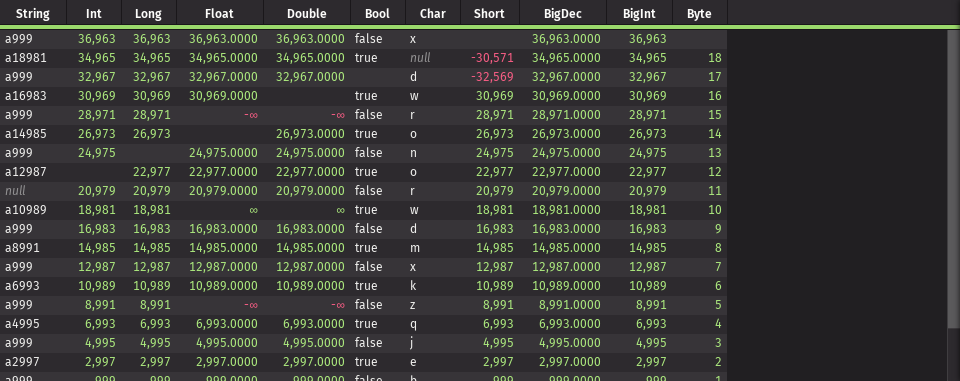 String Int Long Float Double Bool Char Short BigDec BigInt Byte
a999 36,963 36,963 36,963.0000 36,963.0000 false x 36,963.0000 36,963
a18981 34,965 34,965 34,965.0000 34,965.0000 true null -30,571 34,965.0000 34,965 18
a999 32,967 32,967 32,967.0000 32,967.0000 d -32,569 32,967.0000 32,967 17
a16983 30,969 30,969 30,969.0000 true w 30,969 30,969.0000 30,969 16
a999 28,971 28,971 -∞ -∞ false r 28,971 28,971.0000 28,971 15
a14985 26,973 26,973 26,973.0000 true o 26,973 26,973.0000 26,973 14
a999 24,975 24,975.0000 24,975.0000 false n 24,975 24,975.0000 24,975 13
a12987 22,977 22,977.0000 22,977.0000 true o 22,977 22,977.0000 22,977 12
null 20,979 20,979 20,979.0000 20,979.0000 false r 20,979 20,979.0000 20,979 11
a10989 18,981 18,981 ∞ ∞ true w 18,981 18,981.0000 18,981 10
a999 16,983 16,983 16,983.0000 16,983.0000 false d 16,983 16,983.0000 16,983 9
a8991 14,985 14,985 14,985.0000 14,985.0000 true m 14,985 14,985.0000 14,985 8
a999 12,987 12,987 12,987.0000 12,987.0000 false x 12,987 12,987.0000 12,987 7
a6993 10,989 10,989 10,989.0000 10,989.0000 true k 10,989 10,989.0000 10,989 6
a999 8,991 8,991 -∞ -∞ false z 8,991 8,991.0000 8,991 5
a4995 6,993 6,993 6,993.0000 6,993.0000 true q 6,993 6,993.0000 6,993 4
a999 4,995 4,995 4,995.0000 4,995.0000 false j 4,995 4,995.0000 4,995 3
a2997 2,997 2,997 2,997.0000 2,997.0000 true e 2,997 2,997.0000 2,997 2
a999 999 999 999.0000 999.0000 false 999 999.0000 999 1